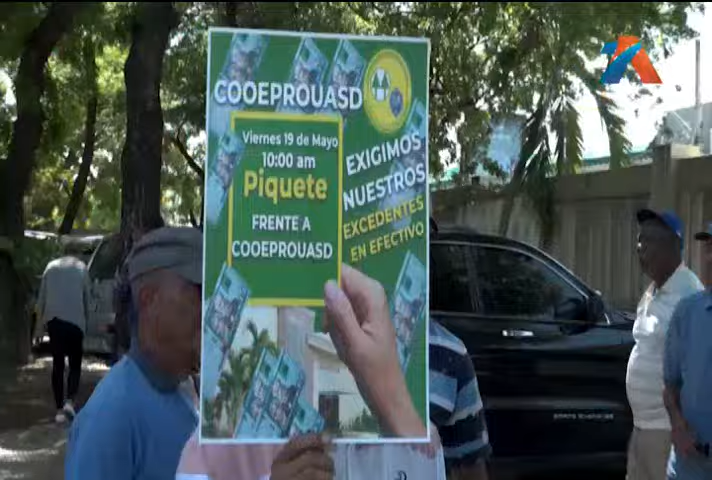 COOEPROUASD
Viernes 19 de Mayo
10:00 am
Piquete
FRENTE A
COOEPROUASD
EXIGIMOS
NUESTROS
EXCEDENTES
EN EFECTIVO